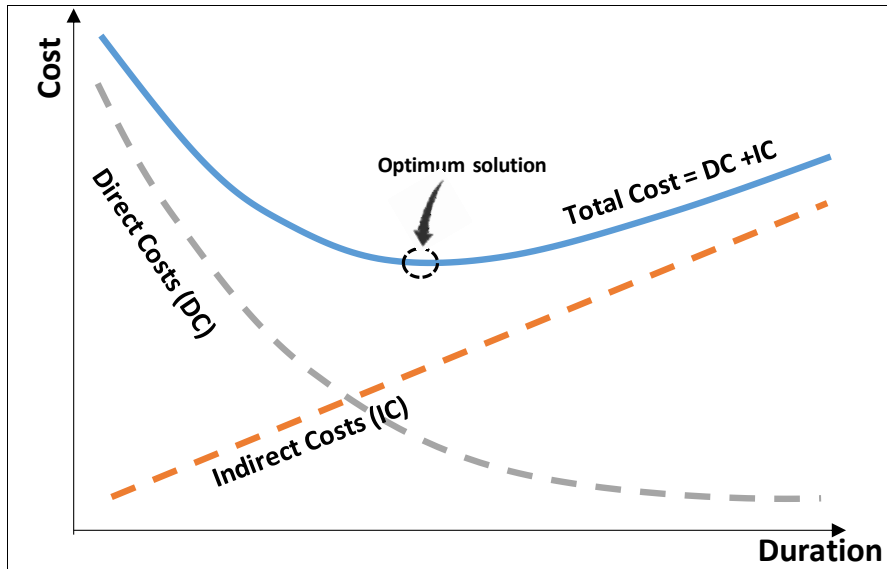 Cost
Optimum solution
Total Cost = DC +IC
Direct Costs (DC)
Indirect Costs (IC)
Duration